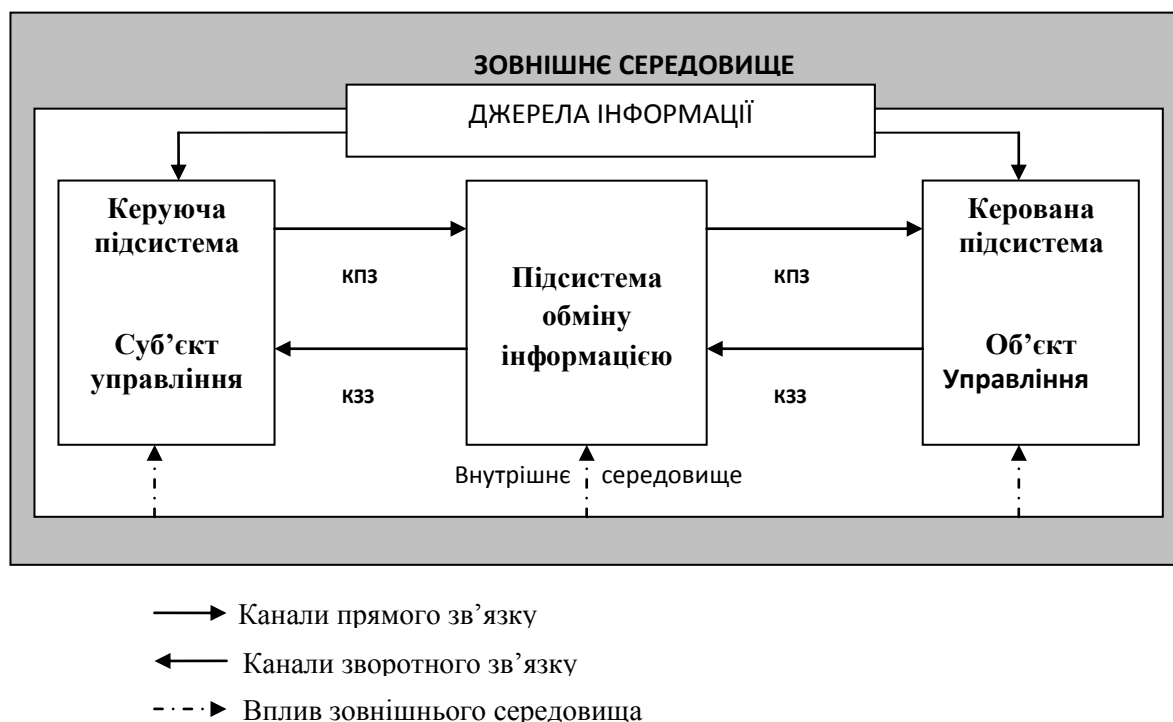 ЗОВНІШНЄ СЕРЕДОВИЩЕ
ДЖЕРЕЛА ІНФОРМАЦІЇ
Керуюча
підсистема
Суб’єкт
управління
КПЗ
КЗЗ
Підсистема
обміну
інформацією
КПЗ
КЗЗ
Керована
підсистема
Об’єкт
Управління
Внутрішнє середовище
Канали прямого зв’язку
Канали зворотного зв’язку
Вплив зовнішнього середовища